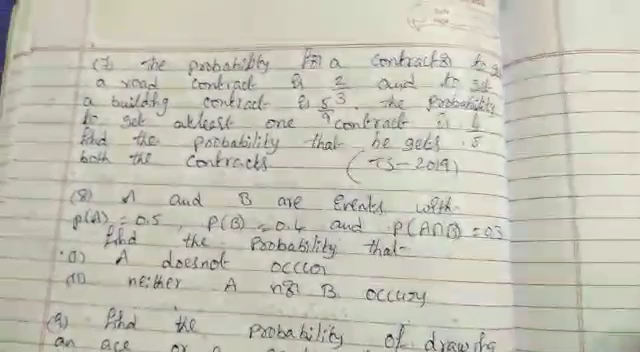 (7) the probability for a contractor to get
a road contract is 2/3 and to get
a building contract is 5/9. the probability
to get atleast one contract is 4/5
find the probability that he gets
both the contracts (TS-2019)
(8) A and B are Events with
P(A) = 0.5, P(B) = 0.4 and P(A∩B) = 0.3
find the Probability that
(i) A doesnot occur
(ii) neither A nor B occurs
(9) find the probability of drawing
an ace or a